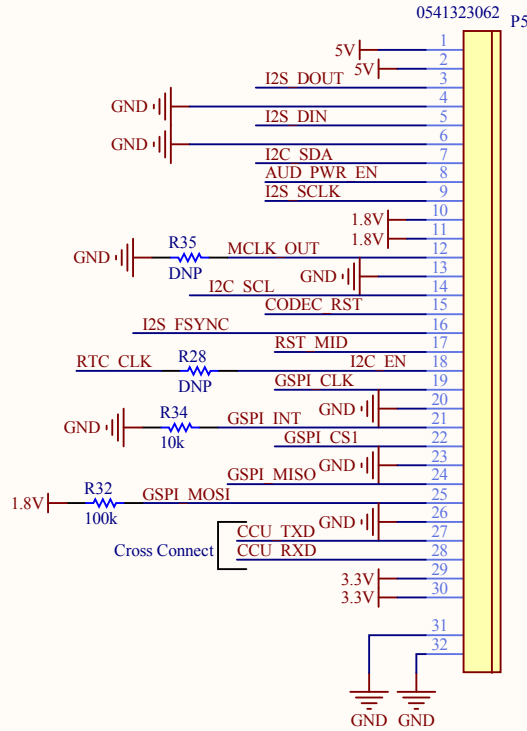 0541323062
P5
5V 1
5V 2
I2S_DOUT 3
GND 4
I2S_DIN 5
GND 6
I2C_SDA 7
AUD_PWR_EN 8
I2S_SCLK 9
1.8V 10
1.8V 11
GND R35 MCLK_OUT 12
DNP
GND 13
I2C_SCL 14
CODEC_RST 15
I2S_FSYNC 16
RST_MID 17
RTC_CLK R28 I2C_EN 18
DNP
GSPI_CLK 19
GND 20
GND R34 GSPI_INT 21
10k
GSPI_CS1 22
GND 23
GSPI_MISO 24
1.8V R32 GSPI_MOSI 25
100k
GND 26
CCU_TXD 27
Cross Connect
CCU_RXD 28
3.3V 29
3.3V 30
31
32
GND GND